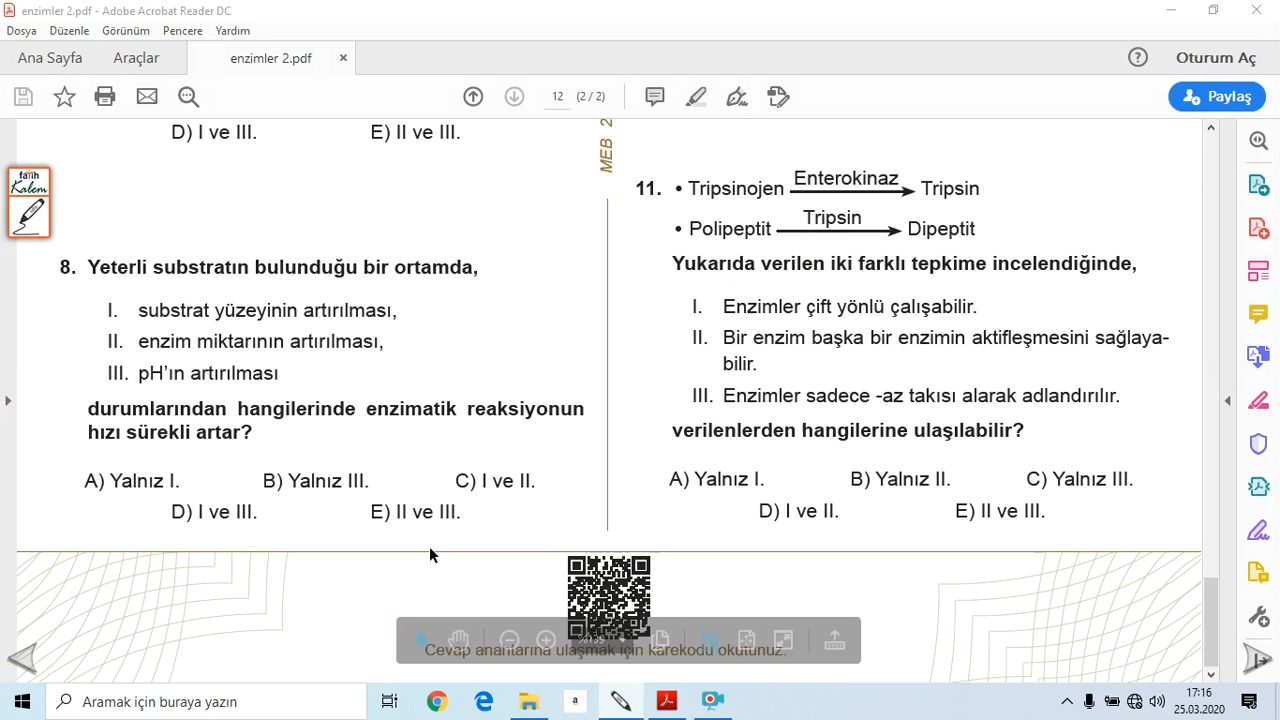 enzimler 2.pdf - Adobe Acrobat Reader DC
Dosya Düzenle Görünüm Pencere Yardım
Ana Sayfa Araçlar enzimler 2.pdf × Oturum Aç
12 (2 / 2) Paylaş
D) I ve III. E) II ve III.
MEB 2
fatih
Kalem
8. Yeterli substratın bulunduğu bir ortamda,
I. substrat yüzeyinin artırılması,
II. enzim miktarının artırılması,
III. pH’ın artırılması
durumlarından hangilerinde enzimatik reaksiyonun
hızı sürekli artar?
A) Yalnız I. B) Yalnız III. C) I ve II.
D) I ve III. E) II ve III.
11. • Tripsinojen Enterokinaz Tripsin
• Polipeptit Tripsin Dipeptit
Yukarıda verilen iki farklı tepkime incelendiğinde,
I. Enzimler çift yönlü çalışabilir.
II. Bir enzim başka bir enzimin aktifleşmesini sağlaya-
bilir.
III. Enzimler sadece -az takısı alarak adlandırılır.
verilenlerden hangilerine ulaşılabilir?
A) Yalnız I. B) Yalnız II. C) Yalnız III.
D) I ve II. E) II ve III.
Cevap anahtarına ulaşmak için karekodu okutunuz.
Aramak için buraya yazın
a
17:16
25.03.2020